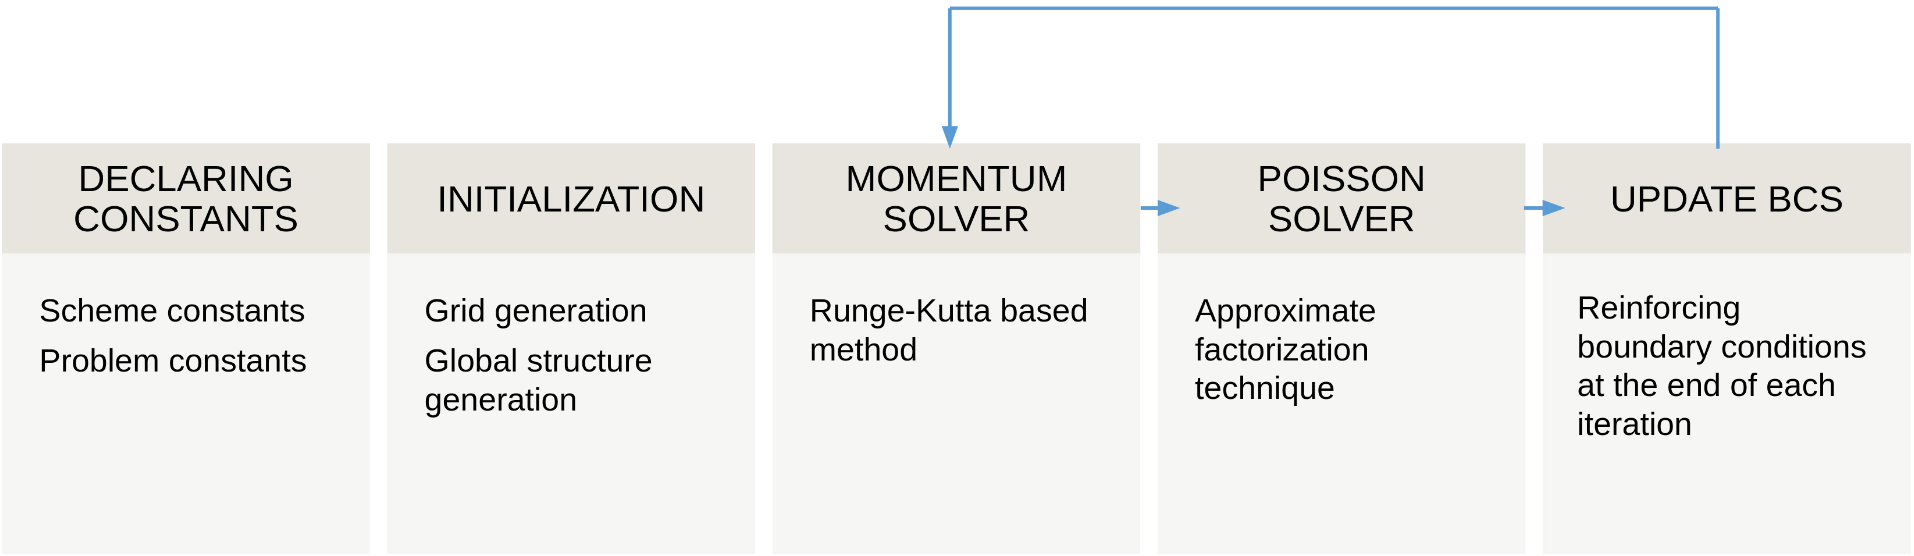 DECLARING
CONSTANTS
Scheme constants
Problem constants
INITIALIZATION
Grid generation
Global structure
generation
MOMENTUM
SOLVER
Runge-Kutta based
method
POISSON
SOLVER
Approximate
factorization
technique
UPDATE BCS
Reinforcing
boundary conditions
at the end of each
iteration